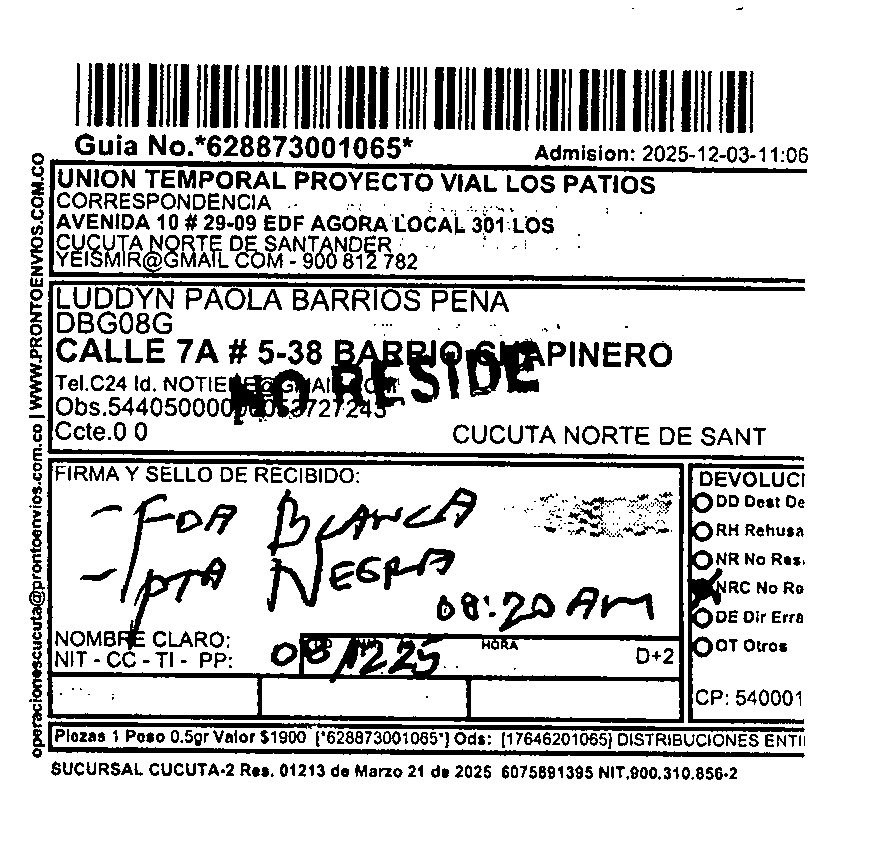 Guia No.*628873001065*
Admision: 2025-12-03-11:06
UNION TEMPORAL PROYECTO VIAL LOS PATIOS
CORRESPONDENCIA
AVENIDA 10 # 29-09 EDF AGORA LOCAL 301 LOS
CUCUTA NORTE DE SANTANDER
YEISMIR@GMAIL COM - 900 812 782
LUDDYN PAOLA BARRIOS PENA
DBG08G
CALLE 7A # 5-38 BARRIO CHAPINERO
NO RESIDE
Tel.C24 Id. NOTIENE@GMAIL.COM
Ccte.0 0
CUCUTA NORTE DE SANT
FIRMA Y SELLO DE RECIBIDO:
- FDA BLANCA
- PTA NEGRA
08:20 AM
NOMBRE CLARO:
NIT - CC - TI - PP:
08/1225
HORA
D+2
DEVOLUCI
DD Dest De
RH Rehusa
NR No Res.
NRC No Re
DE Dir Erra
OT Otros
CP: 540001
Piezas 1 Peso 0.5gr Valor $1900 [*628873001065*] Ods: [17646201065] DISTRIBUCIONES ENTI
SUCURSAL CUCUTA-2 Res. 01213 de Marzo 21 de 2025 6075891395 NIT.900.310.856-2
operacionescucuta@prontoenvios.com.co | WWW.PRONTOENVIOS.COM.CO